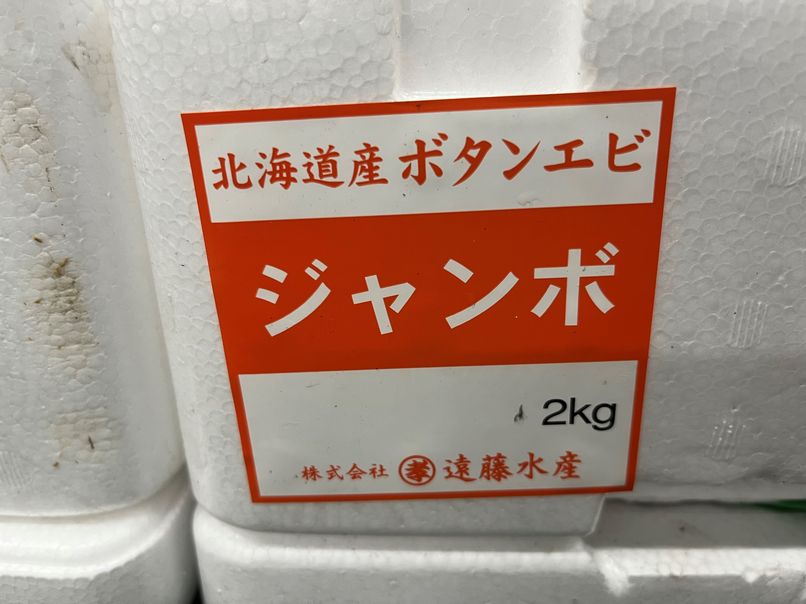 北海道産ボタンエビ
ジャンボ
2kg
株式会社 孝 遠藤水産